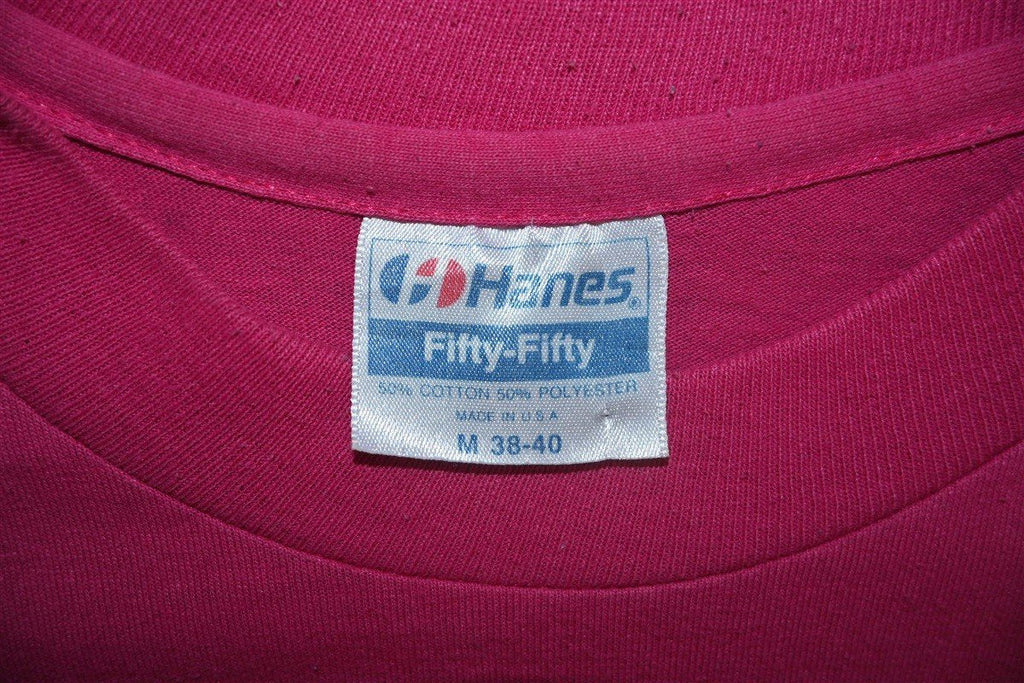 Hanes®
Fifty-Fifty
50% COTTON 50% POLYESTER
MADE IN U.S.A
M 38-40